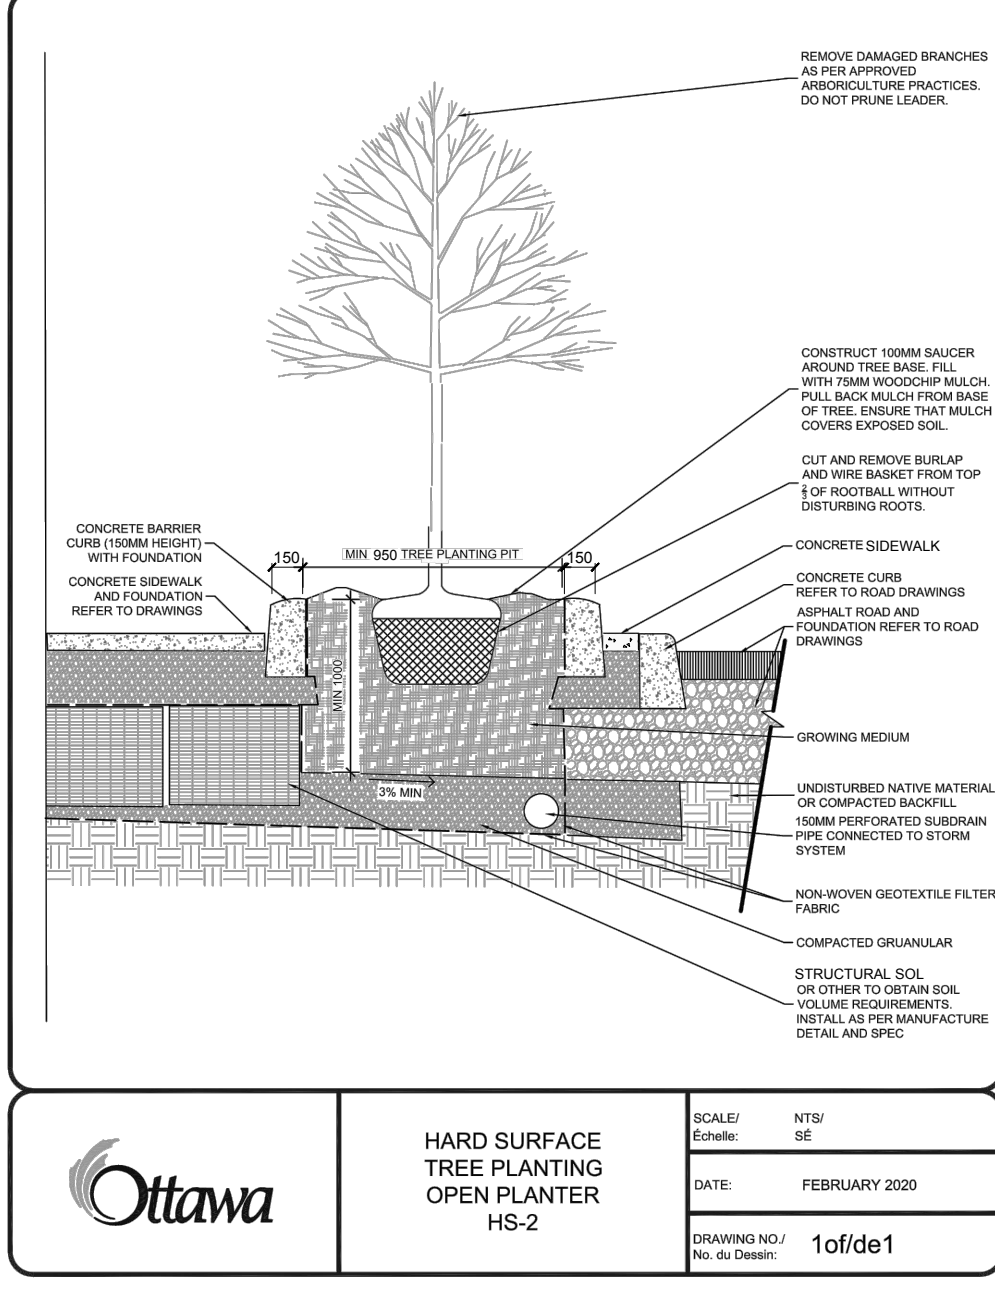 REMOVE DAMAGED BRANCHES
AS PER APPROVED
ARBORICULTURE PRACTICES.
DO NOT PRUNE LEADER.
CONSTRUCT 100MM SAUCER
AROUND TREE BASE. FILL
WITH 75MM WOODCHIP MULCH.
PULL BACK MULCH FROM BASE
OF TREE. ENSURE THAT MULCH
COVERS EXPOSED SOIL.
CUT AND REMOVE BURLAP
AND WIRE BASKET FROM TOP
2/3 OF ROOTBALL WITHOUT
DISTURBING ROOTS.
CONCRETE BARRIER
CURB (150MM HEIGHT)
WITH FOUNDATION
CONCRETE SIDEWALK
AND FOUNDATION
REFER TO DRAWINGS
150
MIN 950 TREE PLANTING PIT
150
MIN 1000
3% MIN
CONCRETE SIDEWALK
CONCRETE CURB
REFER TO ROAD DRAWINGS
ASPHALT ROAD AND
FOUNDATION REFER TO ROAD
DRAWINGS
GROWING MEDIUM
UNDISTURBED NATIVE MATERIAL
OR COMPACTED BACKFILL
150MM PERFORATED SUBDRAIN
PIPE CONNECTED TO STORM
SYSTEM
NON-WOVEN GEOTEXTILE FILTER
FABRIC
COMPACTED GRUANULAR
STRUCTURAL SOL
OR OTHER TO OBTAIN SOIL
VOLUME REQUIREMENTS.
INSTALL AS PER MANUFACTURE
DETAIL AND SPEC
Ottawa
HARD SURFACE
TREE PLANTING
OPEN PLANTER
HS-2
SCALE/ NTS/
Échelle: SÉ
DATE: FEBRUARY 2020
DRAWING NO./ 1of/de1
No. du Dessin: